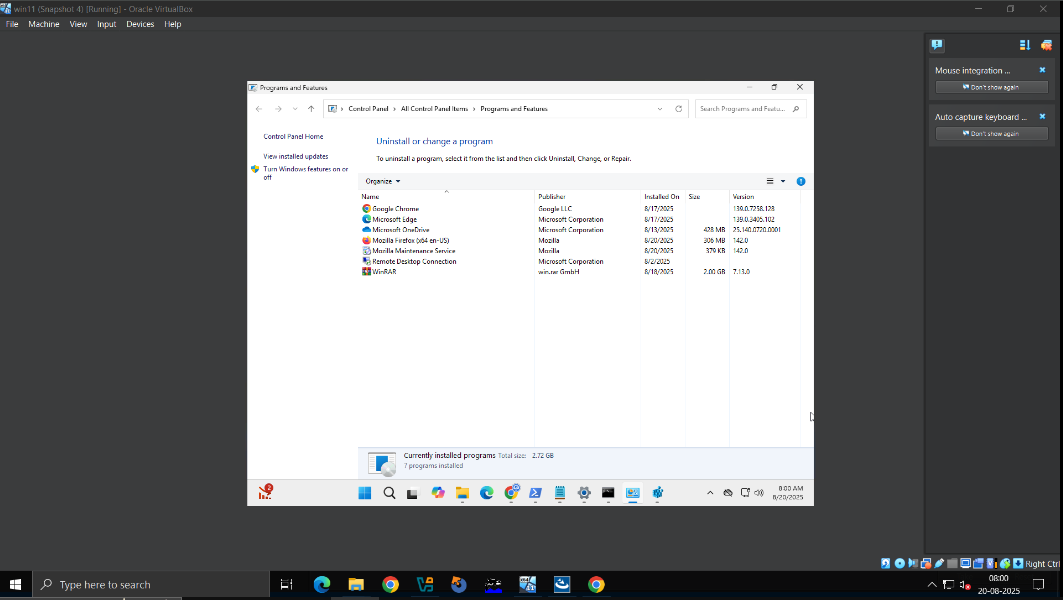 win11 (Snapshot 4) [Running] - Oracle VirtualBox
File Machine View Input Devices Help
Mouse integration ...
Don't show again
Auto capture keyboard ...
Don't show again
Programs and Features
Control Panel > All Control Panel Items > Programs and Features
Search Programs and Featu...
Control Panel Home
View installed updates
Turn Windows features on or off
Uninstall or change a program
To uninstall a program, select it from the list and then click Uninstall, Change, or Repair.
Organize
Name Publisher Installed On Size Version
Google Chrome Google LLC 8/17/2025 139.0.7258.128
Microsoft Edge Microsoft Corporation 8/17/2025 139.0.3405.102
Microsoft OneDrive Microsoft Corporation 8/13/2025 428 MB 25.140.0720.0001
Mozilla Firefox (x64 en-US) Mozilla 8/20/2025 306 MB 142.0
Mozilla Maintenance Service Mozilla 8/20/2025 379 KB 142.0
Remote Desktop Connection Microsoft Corporation 8/2/2025
WinRAR win.rar GmbH 8/18/2025 2.00 GB 7.13.0
Currently installed programs Total size: 2.72 GB
7 programs installed
2
8:00 AM
8/20/2025
Right Ctrl
Type here to search
08:00
20-08-2025